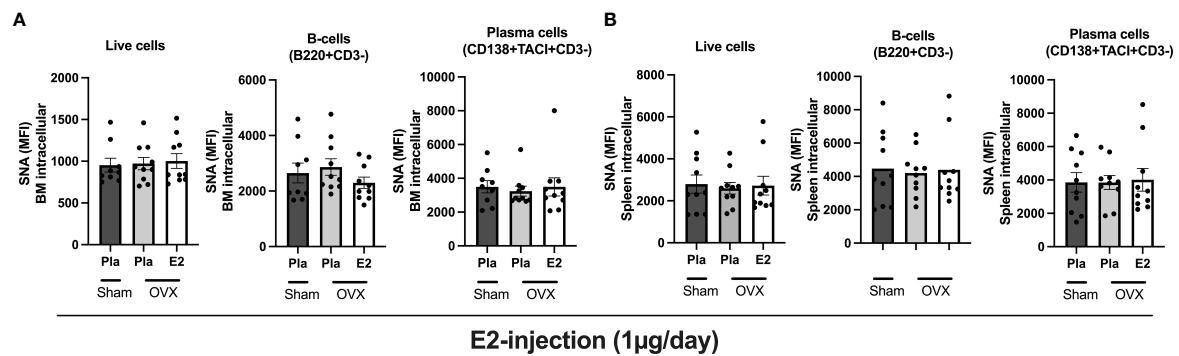 A
Live cells
SNA (MFI)
BM intracellular
2000
1500
1000
500
0
Pla Pla E2
Sham OVX
B-cells
(B220+CD3-)
SNA (MFI)
BM intracellular
6000
4000
2000
0
Pla Pla E2
Sham OVX
Plasma cells
(CD138+TACI+CD3-)
SNA (MFI)
BM intracellular
10000
8000
6000
4000
2000
0
Pla Pla E2
Sham OVX
B
Live cells
SNA (MFI)
Spleen intracellular
8000
6000
4000
2000
0
Pla Pla E2
Sham OVX
B-cells
(B220+CD3-)
SNA (MFI)
Spleen intracellular
10000
8000
6000
4000
2000
0
Pla Pla E2
Sham OVX
Plasma cells
(CD138+TACI+CD3-)
SNA (MFI)
Spleen intracellular
10000
8000
6000
4000
2000
0
Pla Pla E2
Sham OVX
E2-injection (1µg/day)